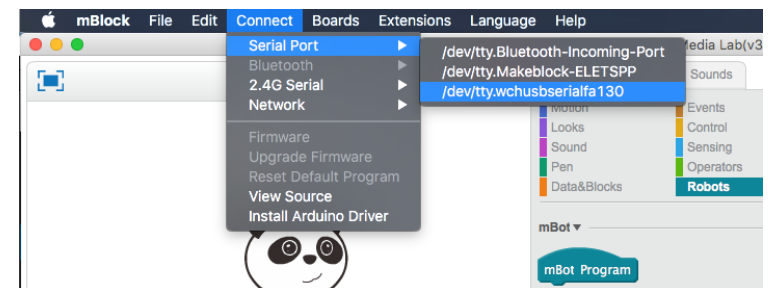 mBlock File Edit Connect Boards Extensions Language Help
Serial Port
Bluetooth
2.4G Serial
Network
Firmware
Upgrade Firmware
Reset Default Program
View Source
Install Arduino Driver
/dev/tty.Bluetooth-Incoming-Port
/dev/tty.Makeblock-ELETSPP
/dev/tty.wchusbserialfa130
Media Lab(v3
Sounds
Motion
Looks
Sound
Pen
Data&Blocks
Events
Control
Sensing
Operators
Robots
mBot
mBot Program